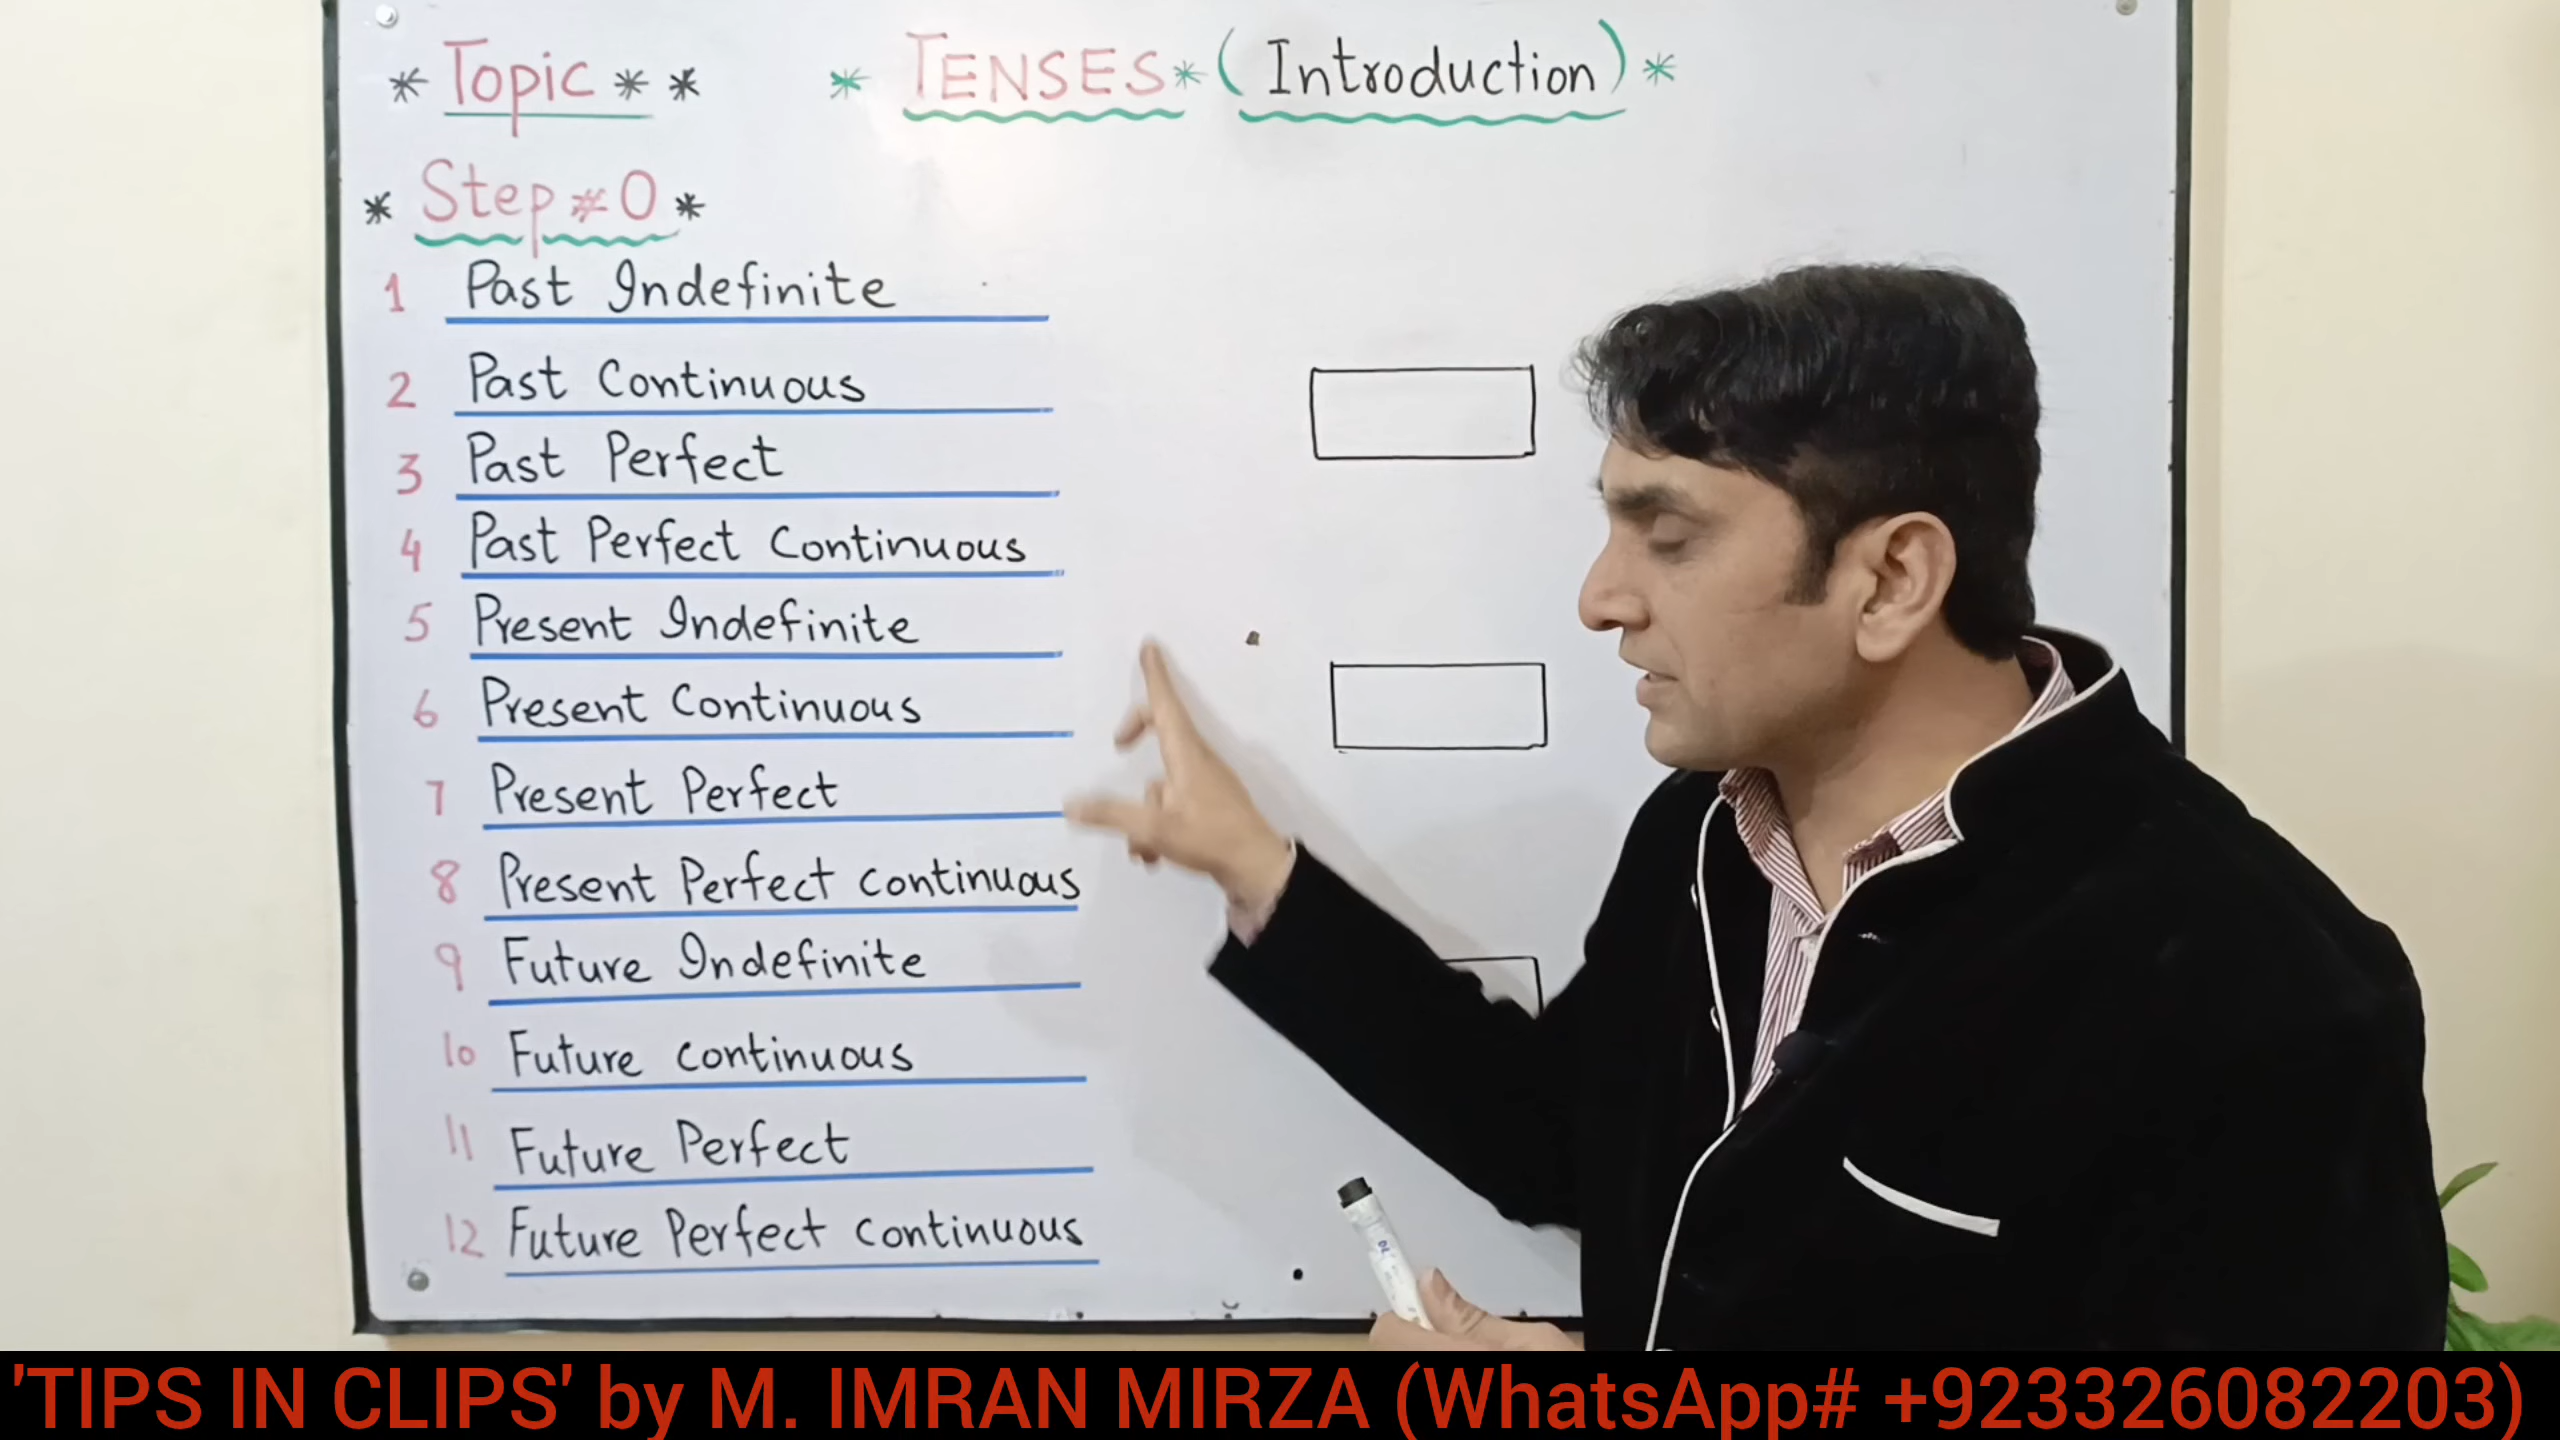 * Topic * *
* TENSES * (Introduction) *
* Step # 0 *
1 Past Indefinite
2 Past Continuous
3 Past Perfect
4 Past Perfect Continuous
5 Present Indefinite
6 Present Continuous
7 Present Perfect
8 Present Perfect continuous
9 Future Indefinite
10 Future continuous
11 Future Perfect
12 Future Perfect continuous
'TIPS IN CLIPS' by M. IMRAN MIRZA (WhatsApp# +923326082203)